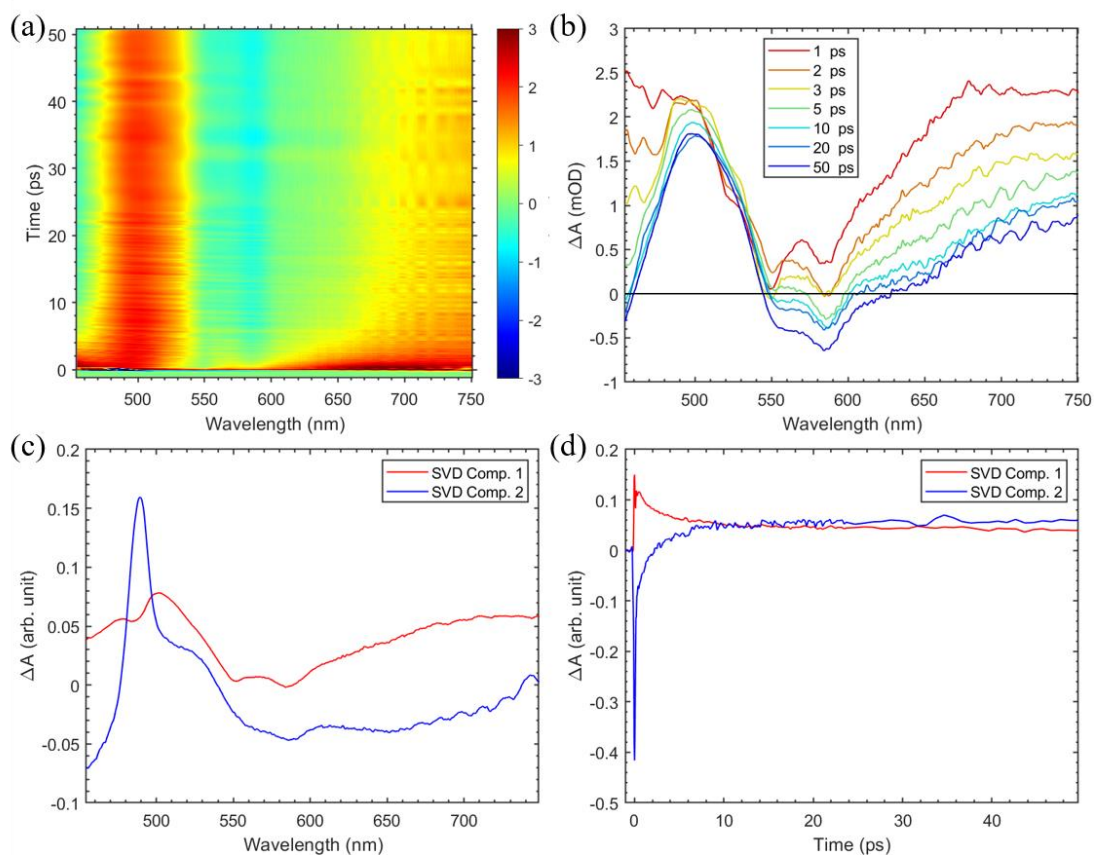 (a)
50
40
30
20
10
0
Time (ps)
500 550 600 650 700 750
Wavelength (nm)
3
2
1
0
-1
-2
-3
(b)
3
2.5
2
1.5
1
0.5
0
-0.5
-1
ΔA (mOD)
1 ps
2 ps
3 ps
5 ps
10 ps
20 ps
50 ps
500 550 600 650 700 750
Wavelength (nm)
(c)
0.2
0.15
0.1
0.05
0
-0.05
-0.1
ΔA (arb. unit)
SVD Comp. 1
SVD Comp. 2
500 550 600 650 700
Wavelength (nm)
(d)
0.2
0.1
0
-0.1
-0.2
-0.3
-0.4
-0.5
ΔA (arb. unit)
SVD Comp. 1
SVD Comp. 2
0 10 20 30 40
Time (ps)